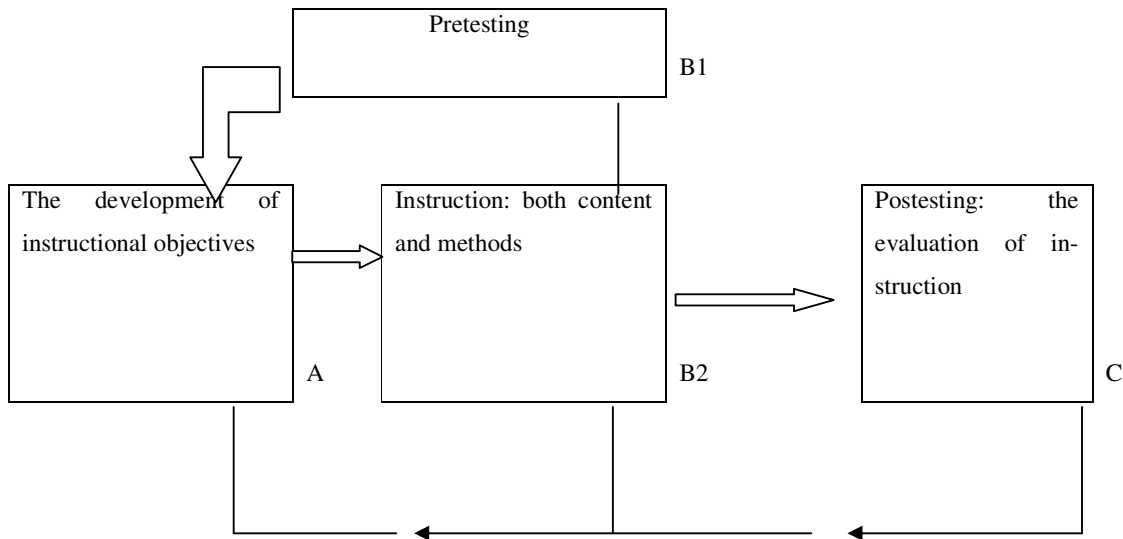 Pretesting
B1
The development of
instructional objectives
A
Instruction: both content
and methods
B2
Postesting: the
evaluation of in-
struction
C